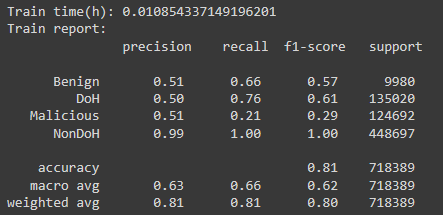 Train time(h): 0.010854337149196201
Train report:
precision recall f1-score support
Benign 0.51 0.66 0.57 9980
DoH 0.50 0.76 0.61 135020
Malicious 0.51 0.21 0.29 124692
NonDoH 0.99 1.00 1.00 448697
accuracy 0.81 718389
macro avg 0.63 0.66 0.62 718389
weighted avg 0.81 0.81 0.80 718389